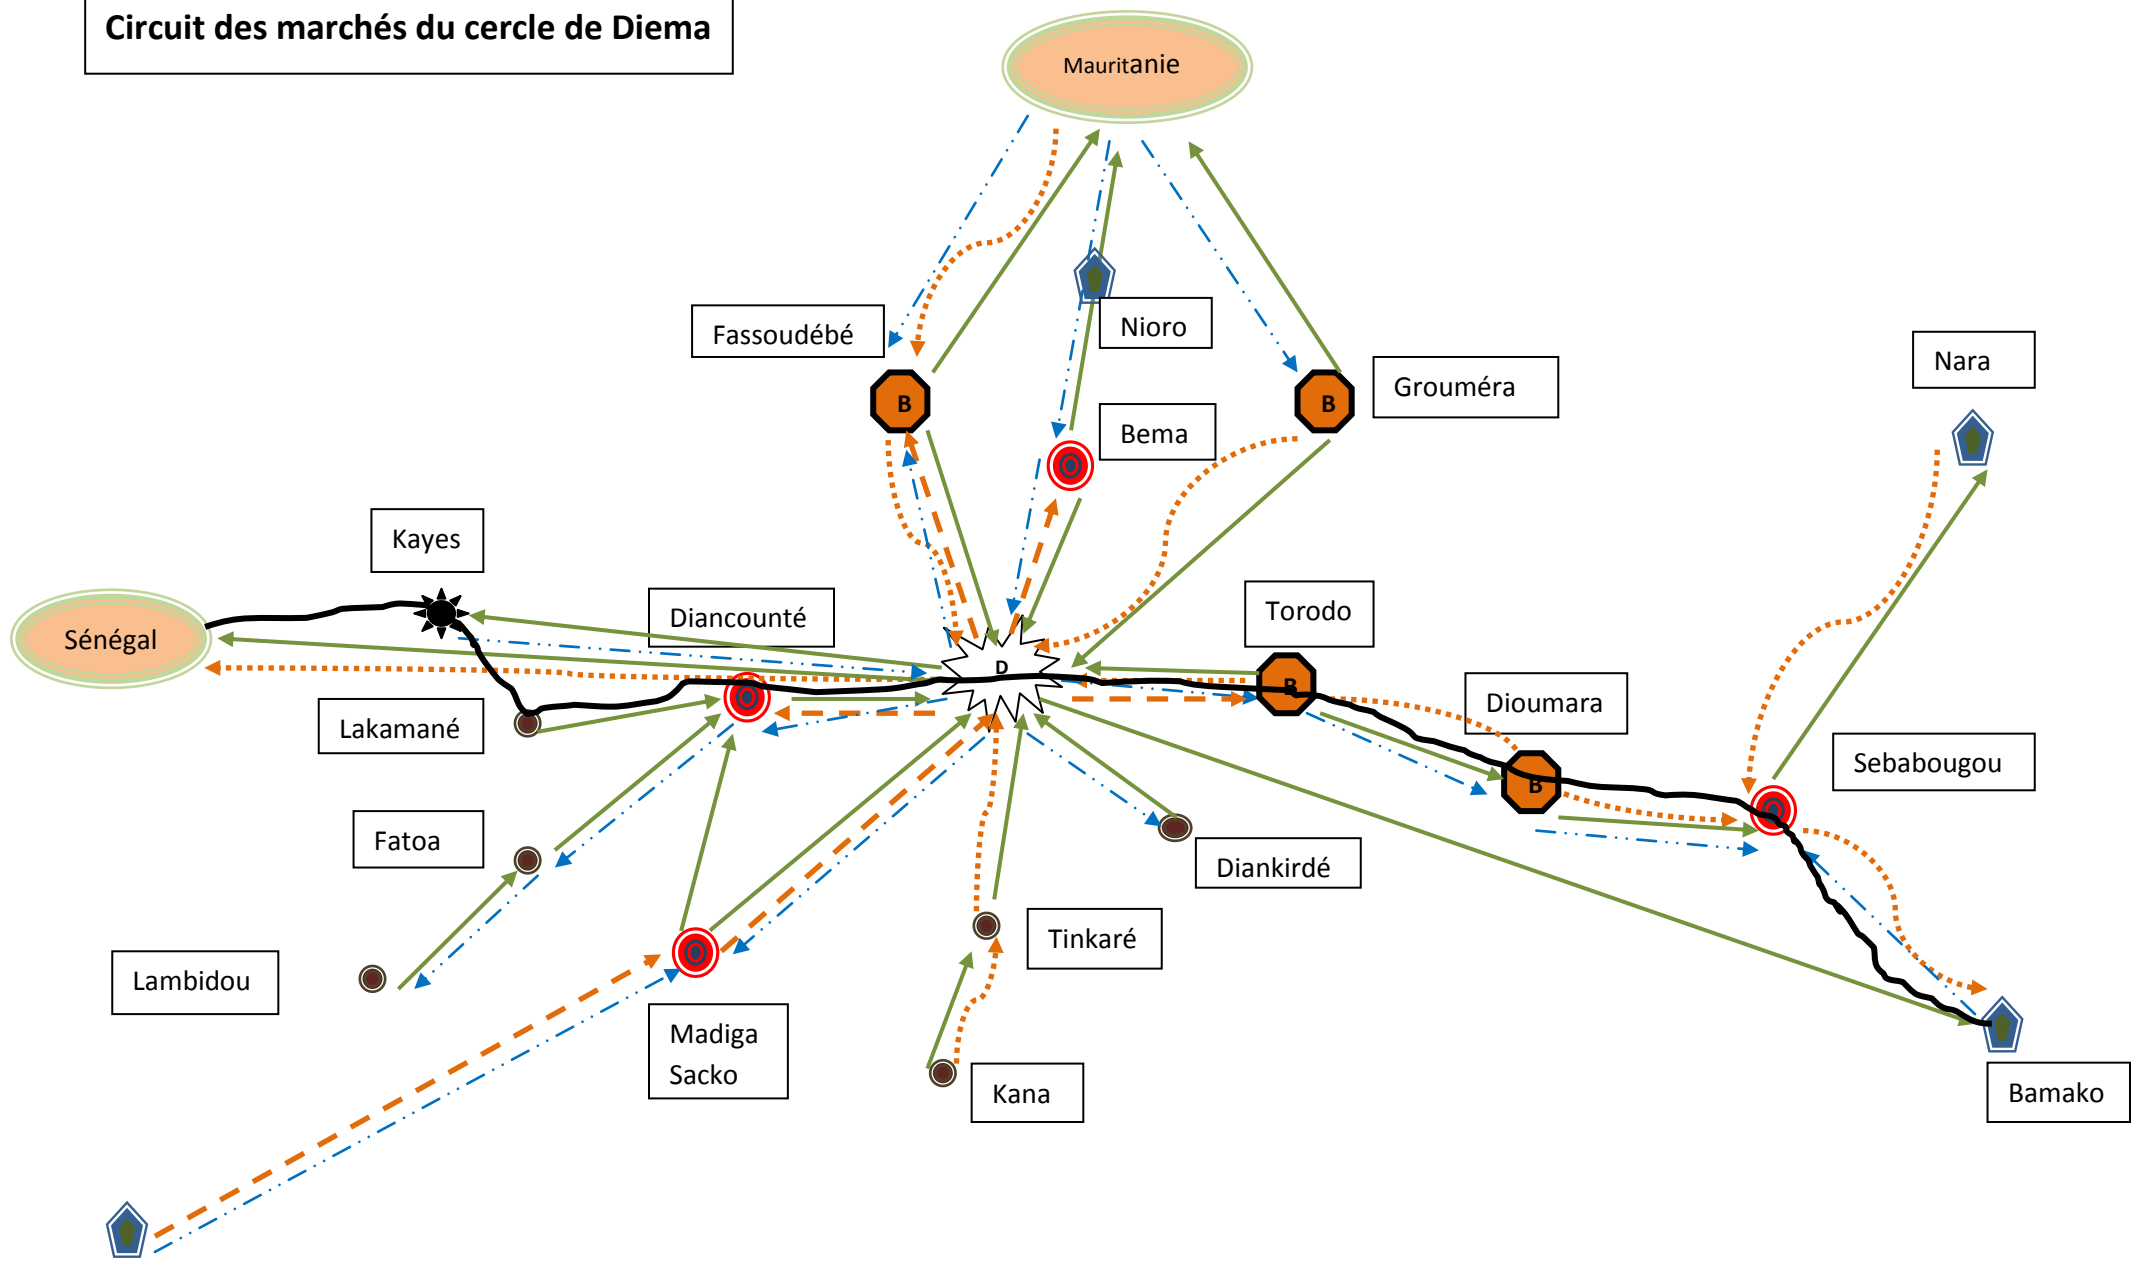 Circuit des marchés du cercle de Diema
Mauritanie
Fassoudébé
Nioro
Nara
Grouméra
B
B
Bema
Kayes
Diancounté
Torodo
Sénégal
D
B
Lakamané
Dioumara
Sebabougou
B
Fatoa
Diankirdé
Tinkaré
Lambidou
Madiga
Sacko
Kana
Bamako